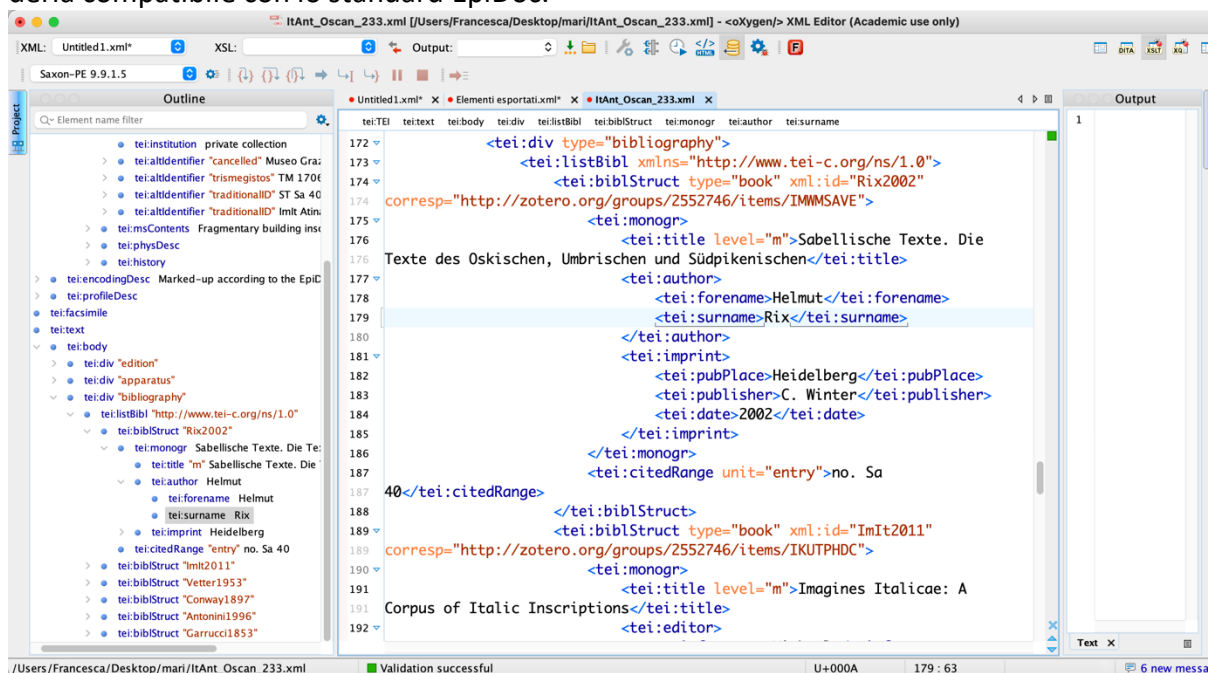 deria compatibile con lo standard EpiDoc.
ItAnt_Oscan_233.xml [/Users/Francesca/Desktop/mari/ItAnt_Oscan_233.xml] - <oXygen/> XML Editor (Academic use only)
XML: Untitled1.xml* XSL: Output:
Saxon-PE 9.9.1.5
DITA XSLT XQ
Project
Outline
Element name filter
tei:institution private collection
tei:altIdentifier "cancelled" Museo Graz
tei:altIdentifier "trismegistos" TM 1706
tei:altIdentifier "traditionalID" ST Sa 40
tei:altIdentifier "traditionalID" ImIt Atina
tei:msContents Fragmentary building insc
tei:physDesc
tei:history
tei:encodingDesc Marked-up according to the EpiD
tei:profileDesc
tei:facsimile
tei:text
tei:body
tei:div "edition"
tei:div "apparatus"
tei:div "bibliography"
tei:listBibl "http://www.tei-c.org/ns/1.0"
tei:biblStruct "Rix2002"
tei:monogr Sabellische Texte. Die Te:
tei:title "m" Sabellische Texte. Die
tei:author Helmut
tei:forename Helmut
tei:surname Rix
tei:imprint Heidelberg
tei:citedRange "entry" no. Sa 40
tei:biblStruct "ImIt2011"
tei:biblStruct "Vetter1953"
tei:biblStruct "Conway1897"
tei:biblStruct "Antonini1996"
tei:biblStruct "Garrucci1853"
Untitled1.xml* Elementi esportati.xml* ItAnt_Oscan_233.xml
tei:TEI tei:text tei:body tei:div tei:listBibl tei:biblStruct tei:monogr tei:author tei:surname
172 <tei:div type="bibliography">
173 <tei:listBibl xmlns="http://www.tei-c.org/ns/1.0">
174 <tei:biblStruct type="book" xml:id="Rix2002"
174 corresp="http://zotero.org/groups/2552746/items/IMWMSAVE">
175 <tei:monogr>
176 <tei:title level="m">Sabellische Texte. Die
176 Texte des Oskischen, Umbrischen und Südpikenischen</tei:title>
177 <tei:author>
178 <tei:forename>Helmut</tei:forename>
179 <tei:surname>Rix</tei:surname>
180 </tei:author>
181 <tei:imprint>
182 <tei:pubPlace>Heidelberg</tei:pubPlace>
183 <tei:publisher>C. Winter</tei:publisher>
184 <tei:date>2002</tei:date>
185 </tei:imprint>
186 </tei:monogr>
187 <tei:citedRange unit="entry">no. Sa
187 40</tei:citedRange>
188 </tei:biblStruct>
189 <tei:biblStruct type="book" xml:id="ImIt2011"
189 corresp="http://zotero.org/groups/2552746/items/IKUTPHDC">
190 <tei:monogr>
191 <tei:title level="m">Imagines Italicae: A
191 Corpus of Italic Inscriptions</tei:title>
192 <tei:editor>
Output
1
Text
/Users/Francesca/Desktop/mari/ItAnt_Oscan_233.xml Validation successful U+000A 179 : 63 6 new messa